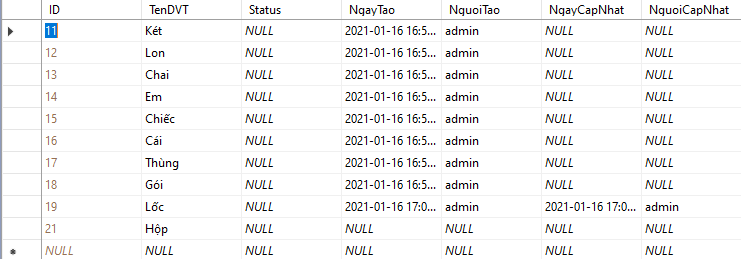 ID TenDVT Status NgayTao NguoiTao NgayCapNhat NguoiCapNhat
11 Két NULL 2021-01-16 16:5... admin NULL NULL
12 Lon NULL 2021-01-16 16:5... admin NULL NULL
13 Chai NULL 2021-01-16 16:5... admin NULL NULL
14 Em NULL 2021-01-16 16:5... admin NULL NULL
15 Chiếc NULL 2021-01-16 16:5... admin NULL NULL
16 Cái NULL 2021-01-16 16:5... admin NULL NULL
17 Thùng NULL 2021-01-16 16:5... admin NULL NULL
18 Gói NULL 2021-01-16 16:5... admin NULL NULL
19 Lốc NULL 2021-01-16 17:0... admin 2021-01-16 17:0... admin
21 Hộp NULL NULL NULL NULL NULL
NULL NULL NULL NULL NULL NULL NULL